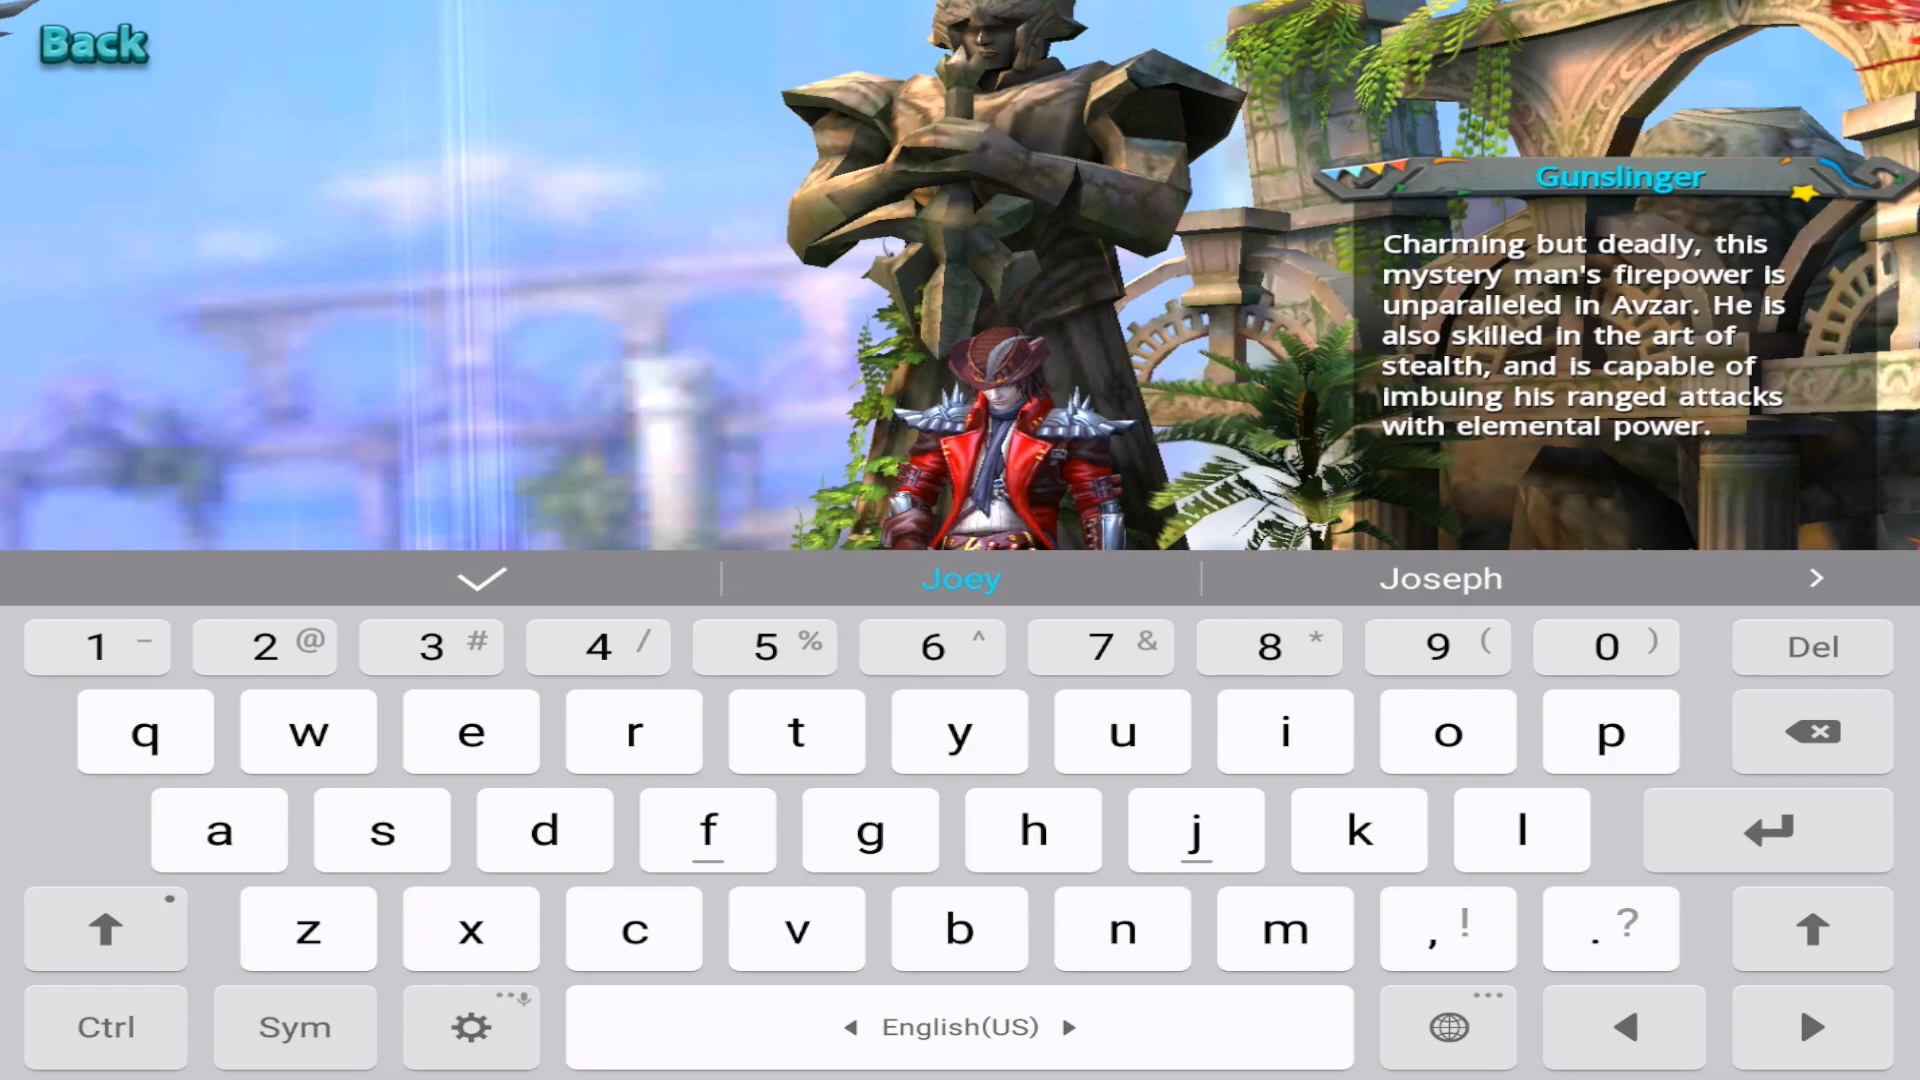 Back
Gunslinger
Charming but deadly, this
mystery man's firepower is
unparalleled in Avzar. He is
also skilled in the art of
stealth, and is capable of
imbuing his ranged attacks
with elemental power.
Joey Joseph
1 - 2 @ 3 # 4 / 5 % 6 ^ 7 & 8 * 9 ( 0 ) Del
q w e r t y u i o p
a s d f g h j k l
z x c v b n m , ! . ?
Ctrl Sym English(US)